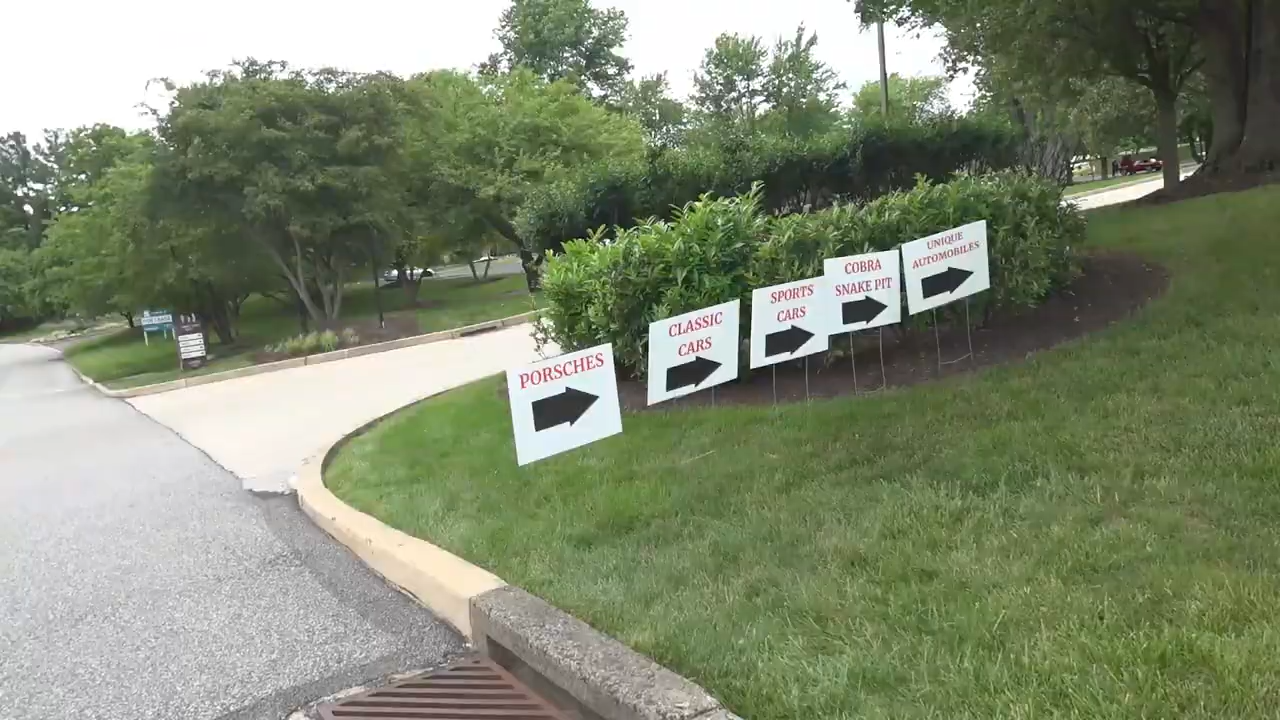 PORSCHES
CLASSIC
CARS
SPORTS
CARS
COBRA
SNAKE PIT
UNIQUE
AUTOMOBILES